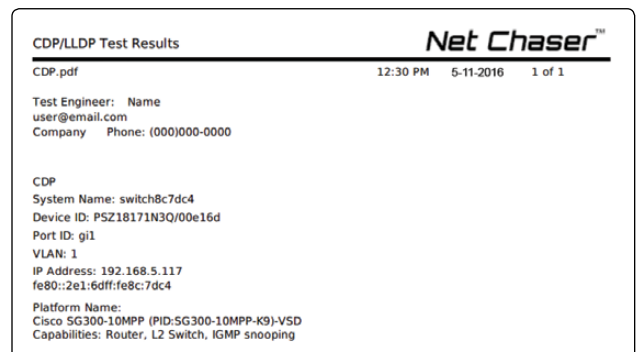 CDP/LLDP Test Results
Net Chaser™
CDP.pdf 12:30 PM 5-11-2016 1 of 1
Test Engineer: Name
user@email.com
Company Phone: (000)000-0000
CDP
System Name: switch8c7dc4
Device ID: PSZ18171N3Q/00e16d
Port ID: gi1
VLAN: 1
IP Address: 192.168.5.117
fe80::2e1:6dff:fe8c:7dc4
Platform Name:
Cisco SG300-10MPP (PID:SG300-10MPP-K9)-VSD
Capabilities: Router, L2 Switch, IGMP snooping